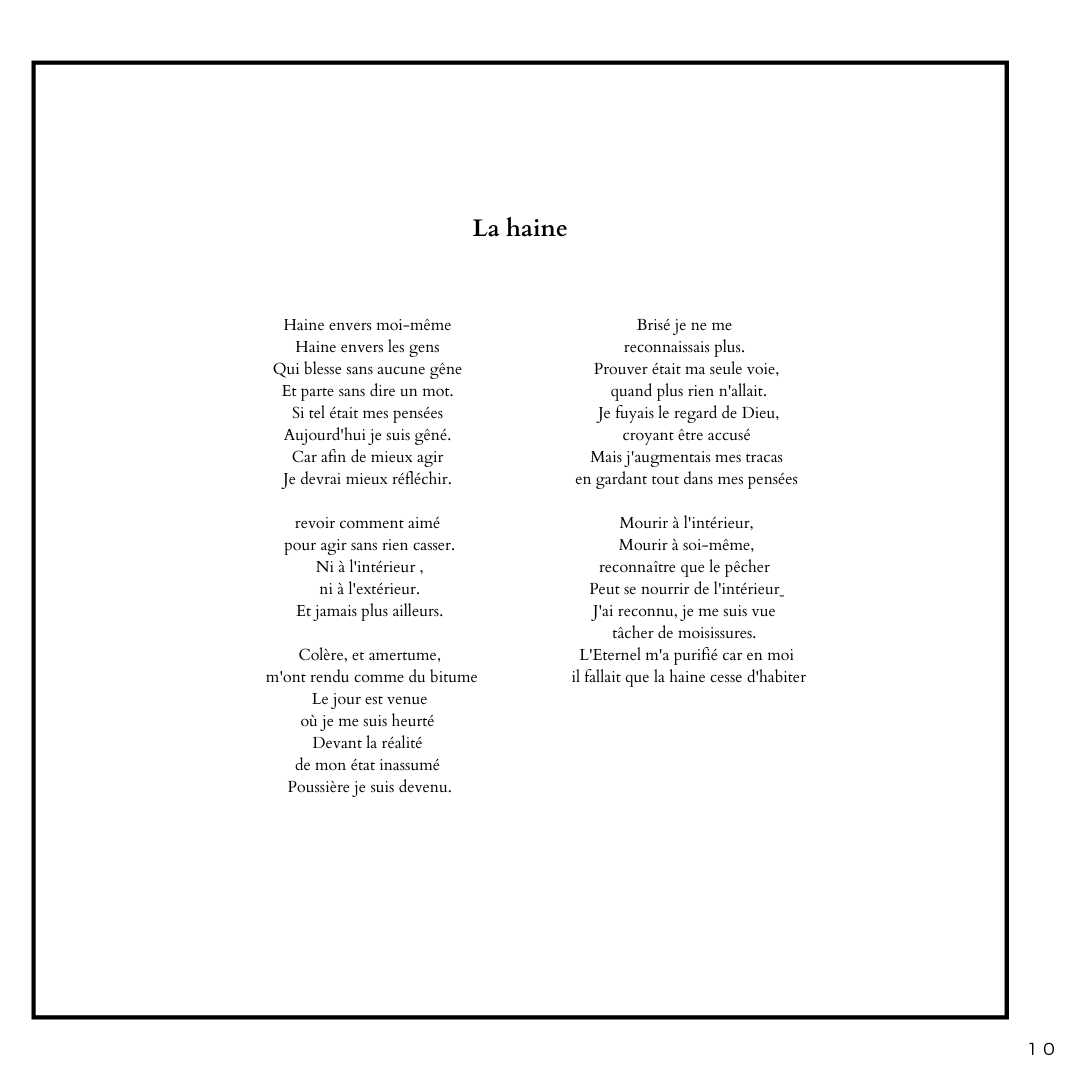 La haine
Haine envers moi-même
Haine envers les gens
Qui blesse sans aucune gêne
Et parte sans dire un mot.
Si tel était mes pensées
Aujourd'hui je suis gêné.
Car afin de mieux agir
Je devrai mieux réfléchir.
revoir comment aimé
pour agir sans rien casser.
Ni à l'intérieur ,
ni à l'extérieur.
Et jamais plus ailleurs.
Colère, et amertume,
m'ont rendu comme du bitume
Le jour est venue
où je me suis heurté
Devant la réalité
de mon état inassumé
Poussière je suis devenu.
Brisé je ne me
reconnaissais plus.
Prouver était ma seule voie,
quand plus rien n'allait.
Je fuyais le regard de Dieu,
croyant être accusé
Mais j'augmentais mes tracas
en gardant tout dans mes pensées
Mourir à l'intérieur,
Mourir à soi-même,
reconnaître que le pêcher
Peut se nourrir de l'intérieur_
J'ai reconnu, je me suis vue
tâcher de moisissures.
L'Eternel m'a purifié car en moi
il fallait que la haine cesse d'habiter
10